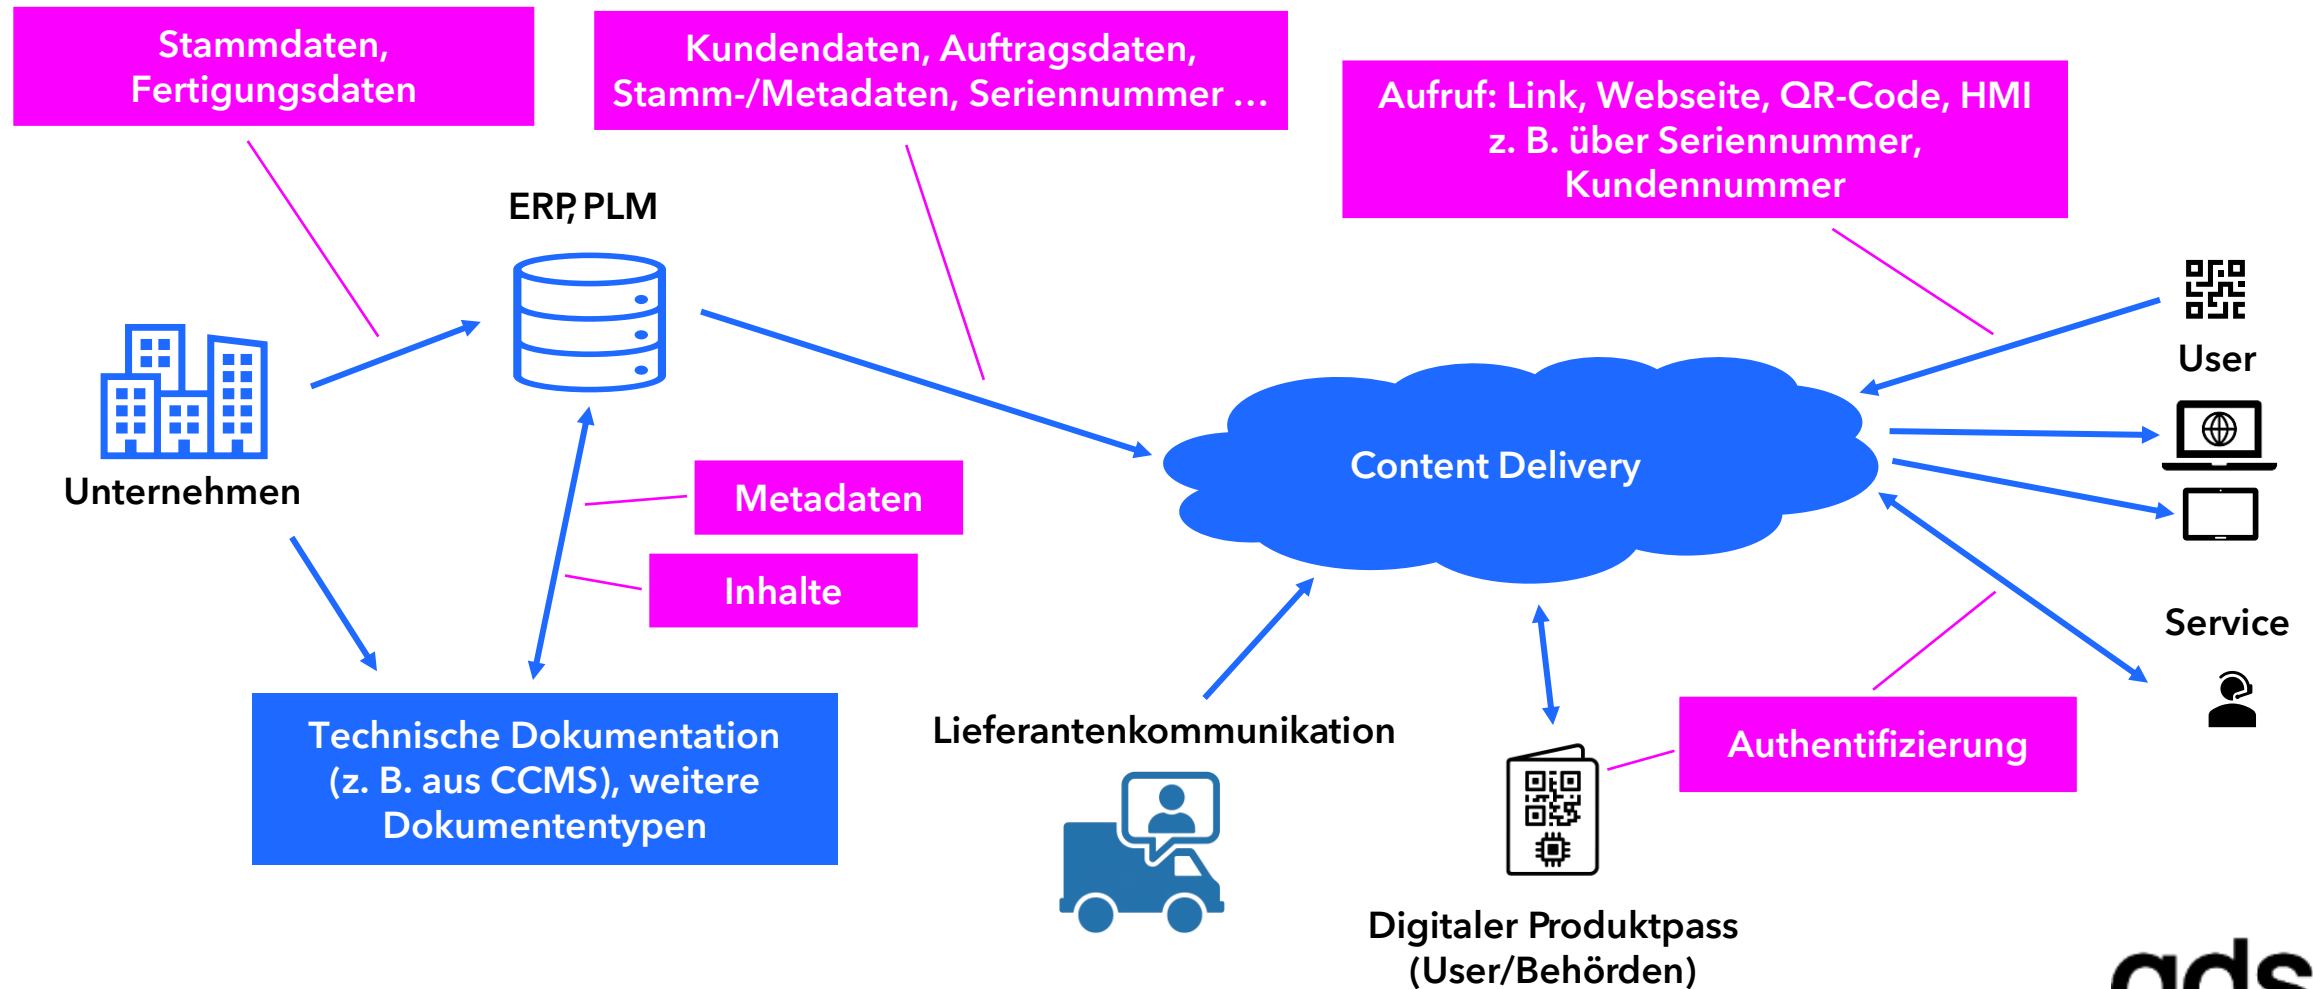 Stammdaten,
Fertigungsdaten
Kundendaten, Auftragsdaten,
Stamm-/Metadaten, Seriennummer ...
Aufruf: Link, Webseite, QR-Code, HMI
z. B. über Seriennummer,
Kundennummer
ERP, PLM
User
Unternehmen
Content Delivery
Metadaten
Inhalte
Service
Technische Dokumentation
(z. B. aus CCMS), weitere
Dokumententypen
Lieferantenkommunikation
Authentifizierung
Digitaler Produktpass
(User/Behörden)
gds